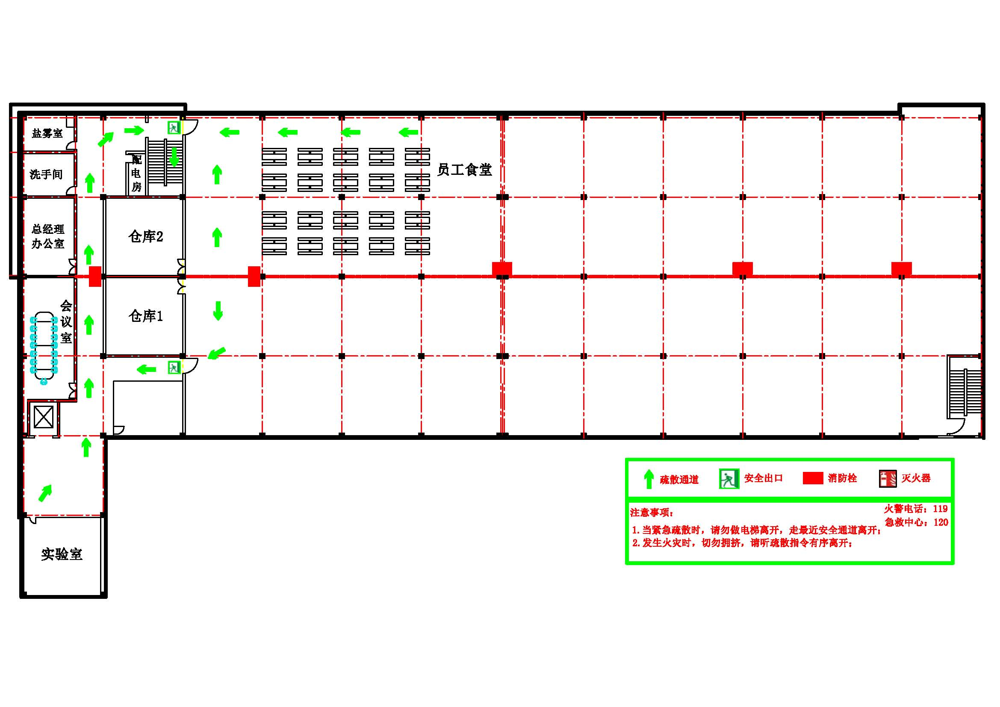 盐雾室
洗手间
配电房
员工食堂
总经理
办公室
仓库2
会议室
仓库1
实验室
疏散通道
安全出口
消防栓
灭火器
注意事项：
火警电话：119
急救中心：120
1.当紧急疏散时，请勿做电梯离开，走最近安全通道离开；
2.发生火灾时，切勿拥挤，请听疏散指令有序离开；